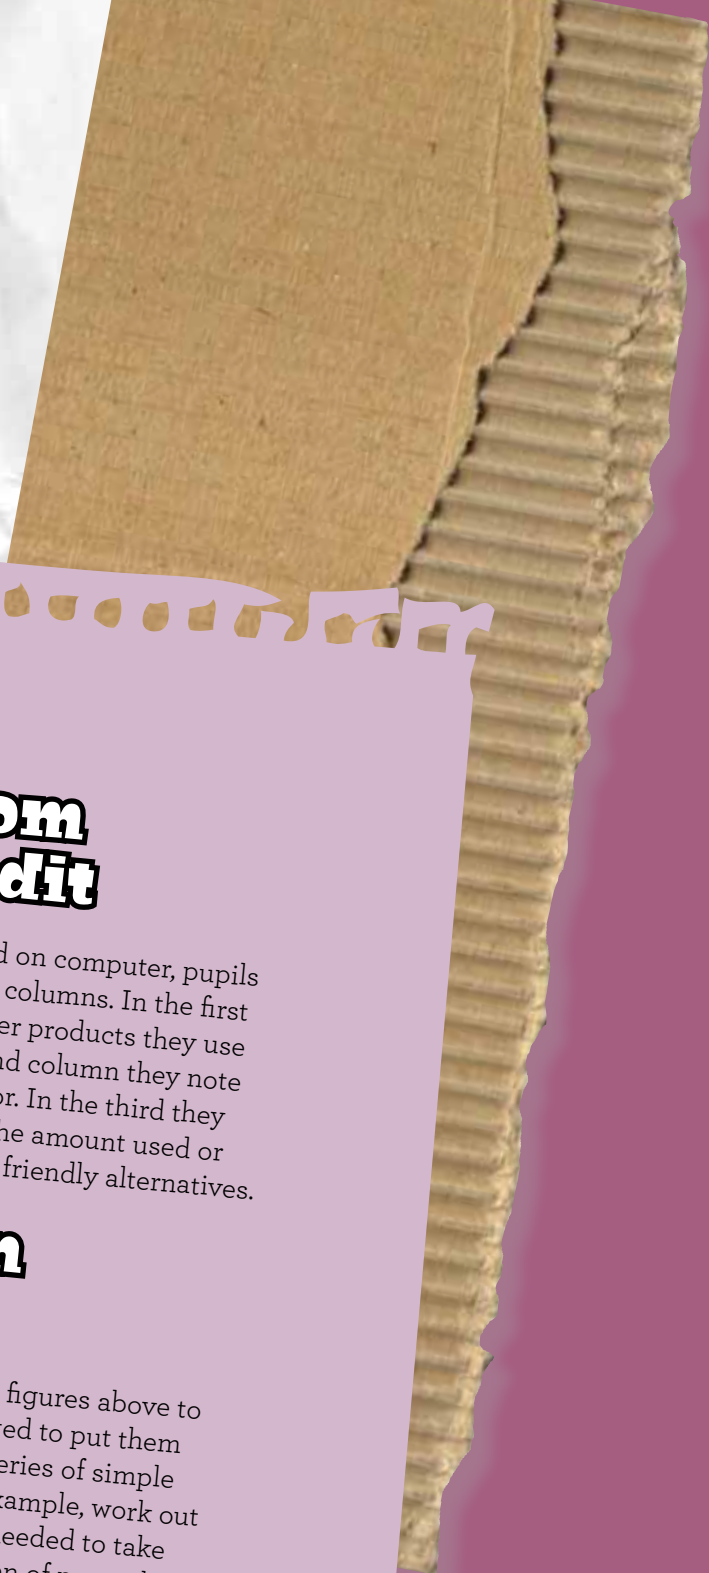 om
dit
d on computer, pupils
columns. In the first
er products they use
nd column they note
or. In the third they
he amount used or
friendly alternatives.
n
figures above to
ed to put them
eries of simple
xample, work out
eeded to take